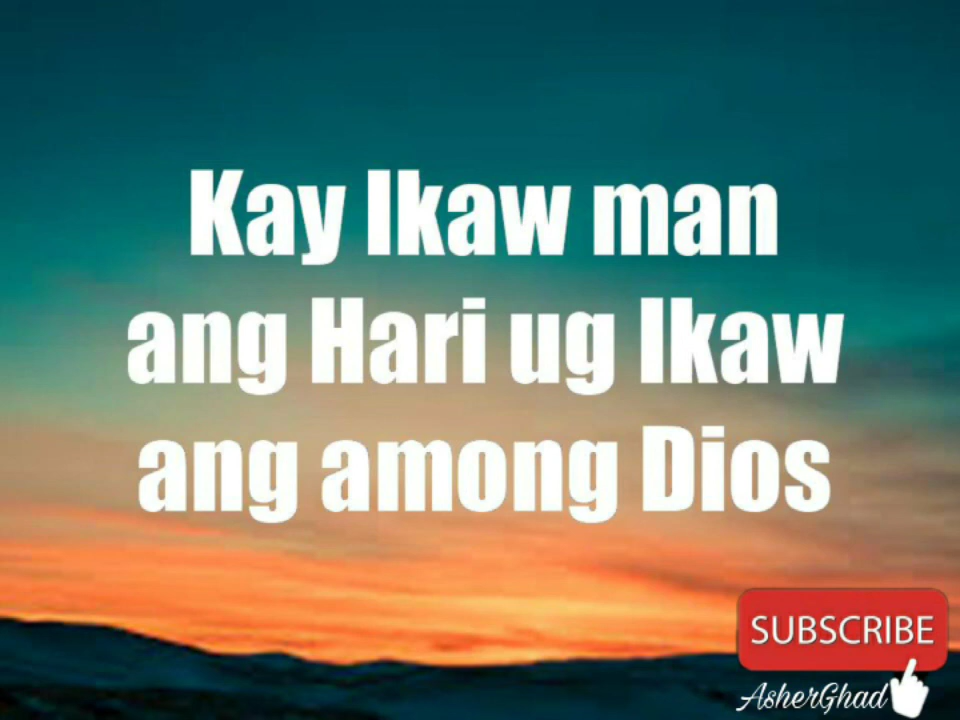 Kay Ikaw man
ang Hari ug Ikaw
ang among Dios
SUBSCRIBE
AsherGhad